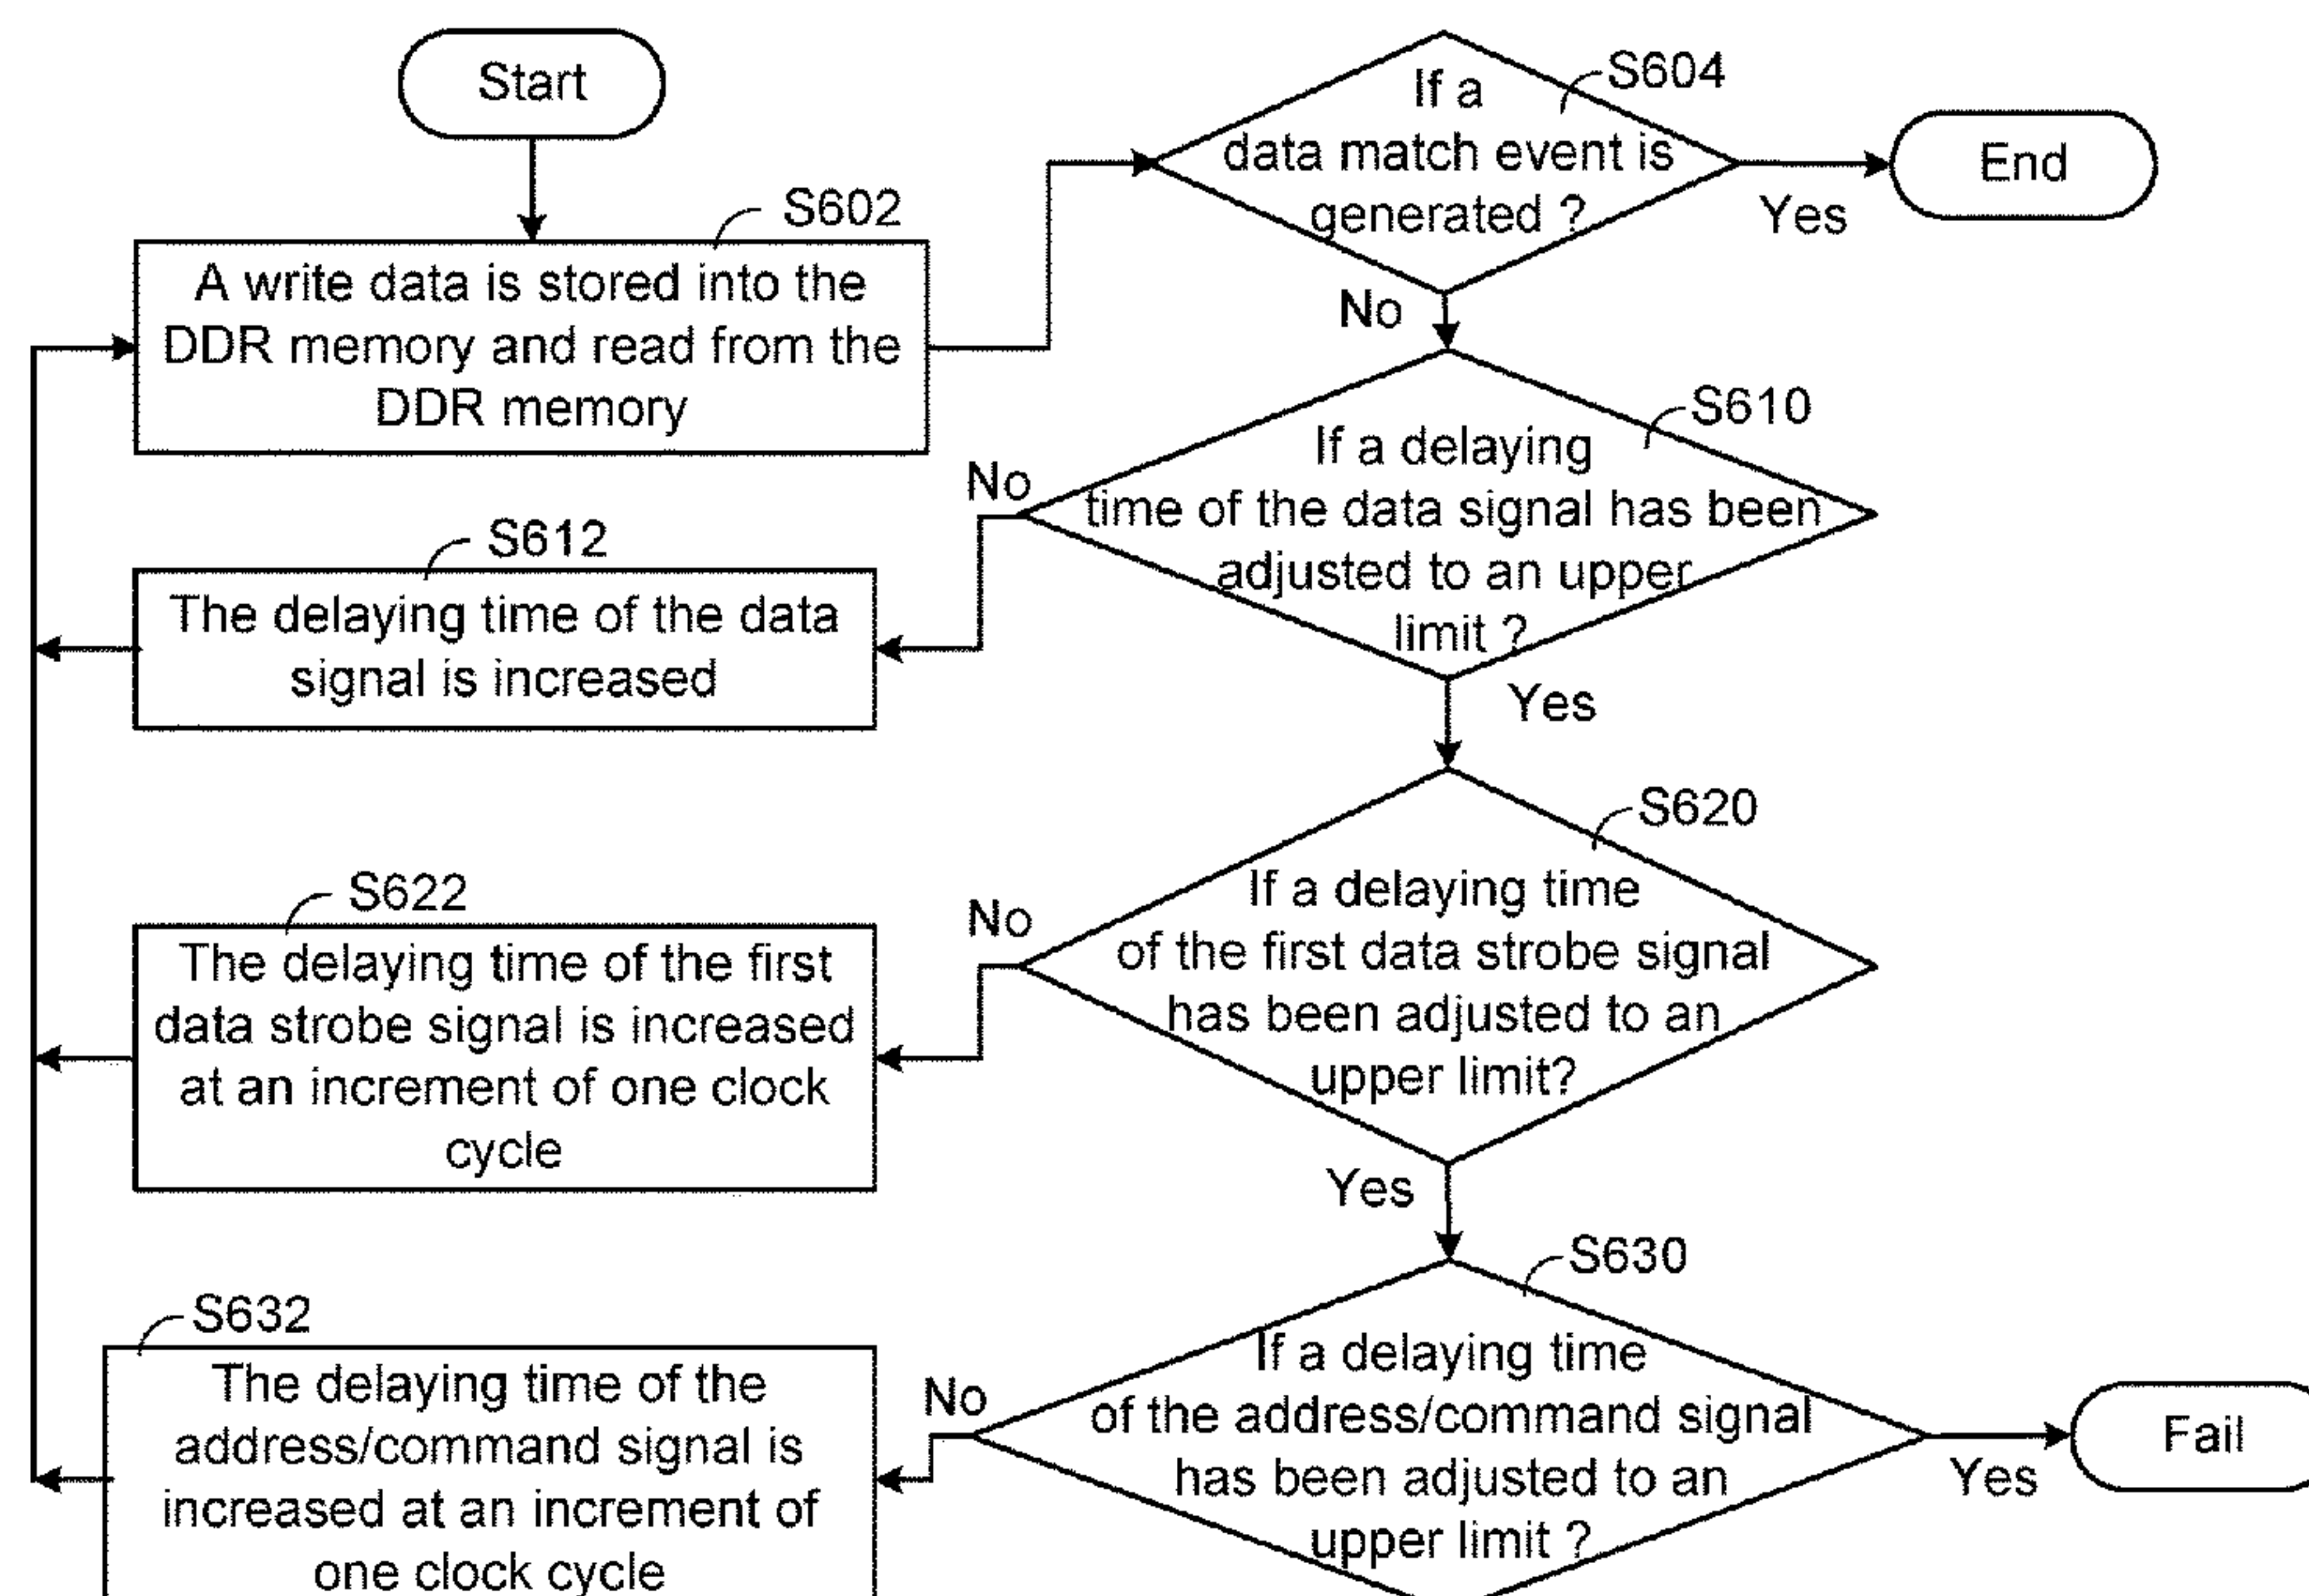 Start
S602
A write data is stored into the
DDR memory and read from the
DDR memory
If a
data match event is
generated ?
S604
Yes
End
No
S610
If a delaying
time of the data signal has been
adjusted to an upper
limit ?
No
S612
The delaying time of the data
signal is increased
Yes
S620
If a delaying time
of the first data strobe signal
has been adjusted to an
upper limit?
No
S622
The delaying time of the first
data strobe signal is increased
at an increment of one clock
cycle
Yes
S630
If a delaying time
of the address/command signal
has been adjusted to an
upper limit ?
No
S632
The delaying time of the
address/command signal is
increased at an increment of
one clock cycle
Yes
Fail